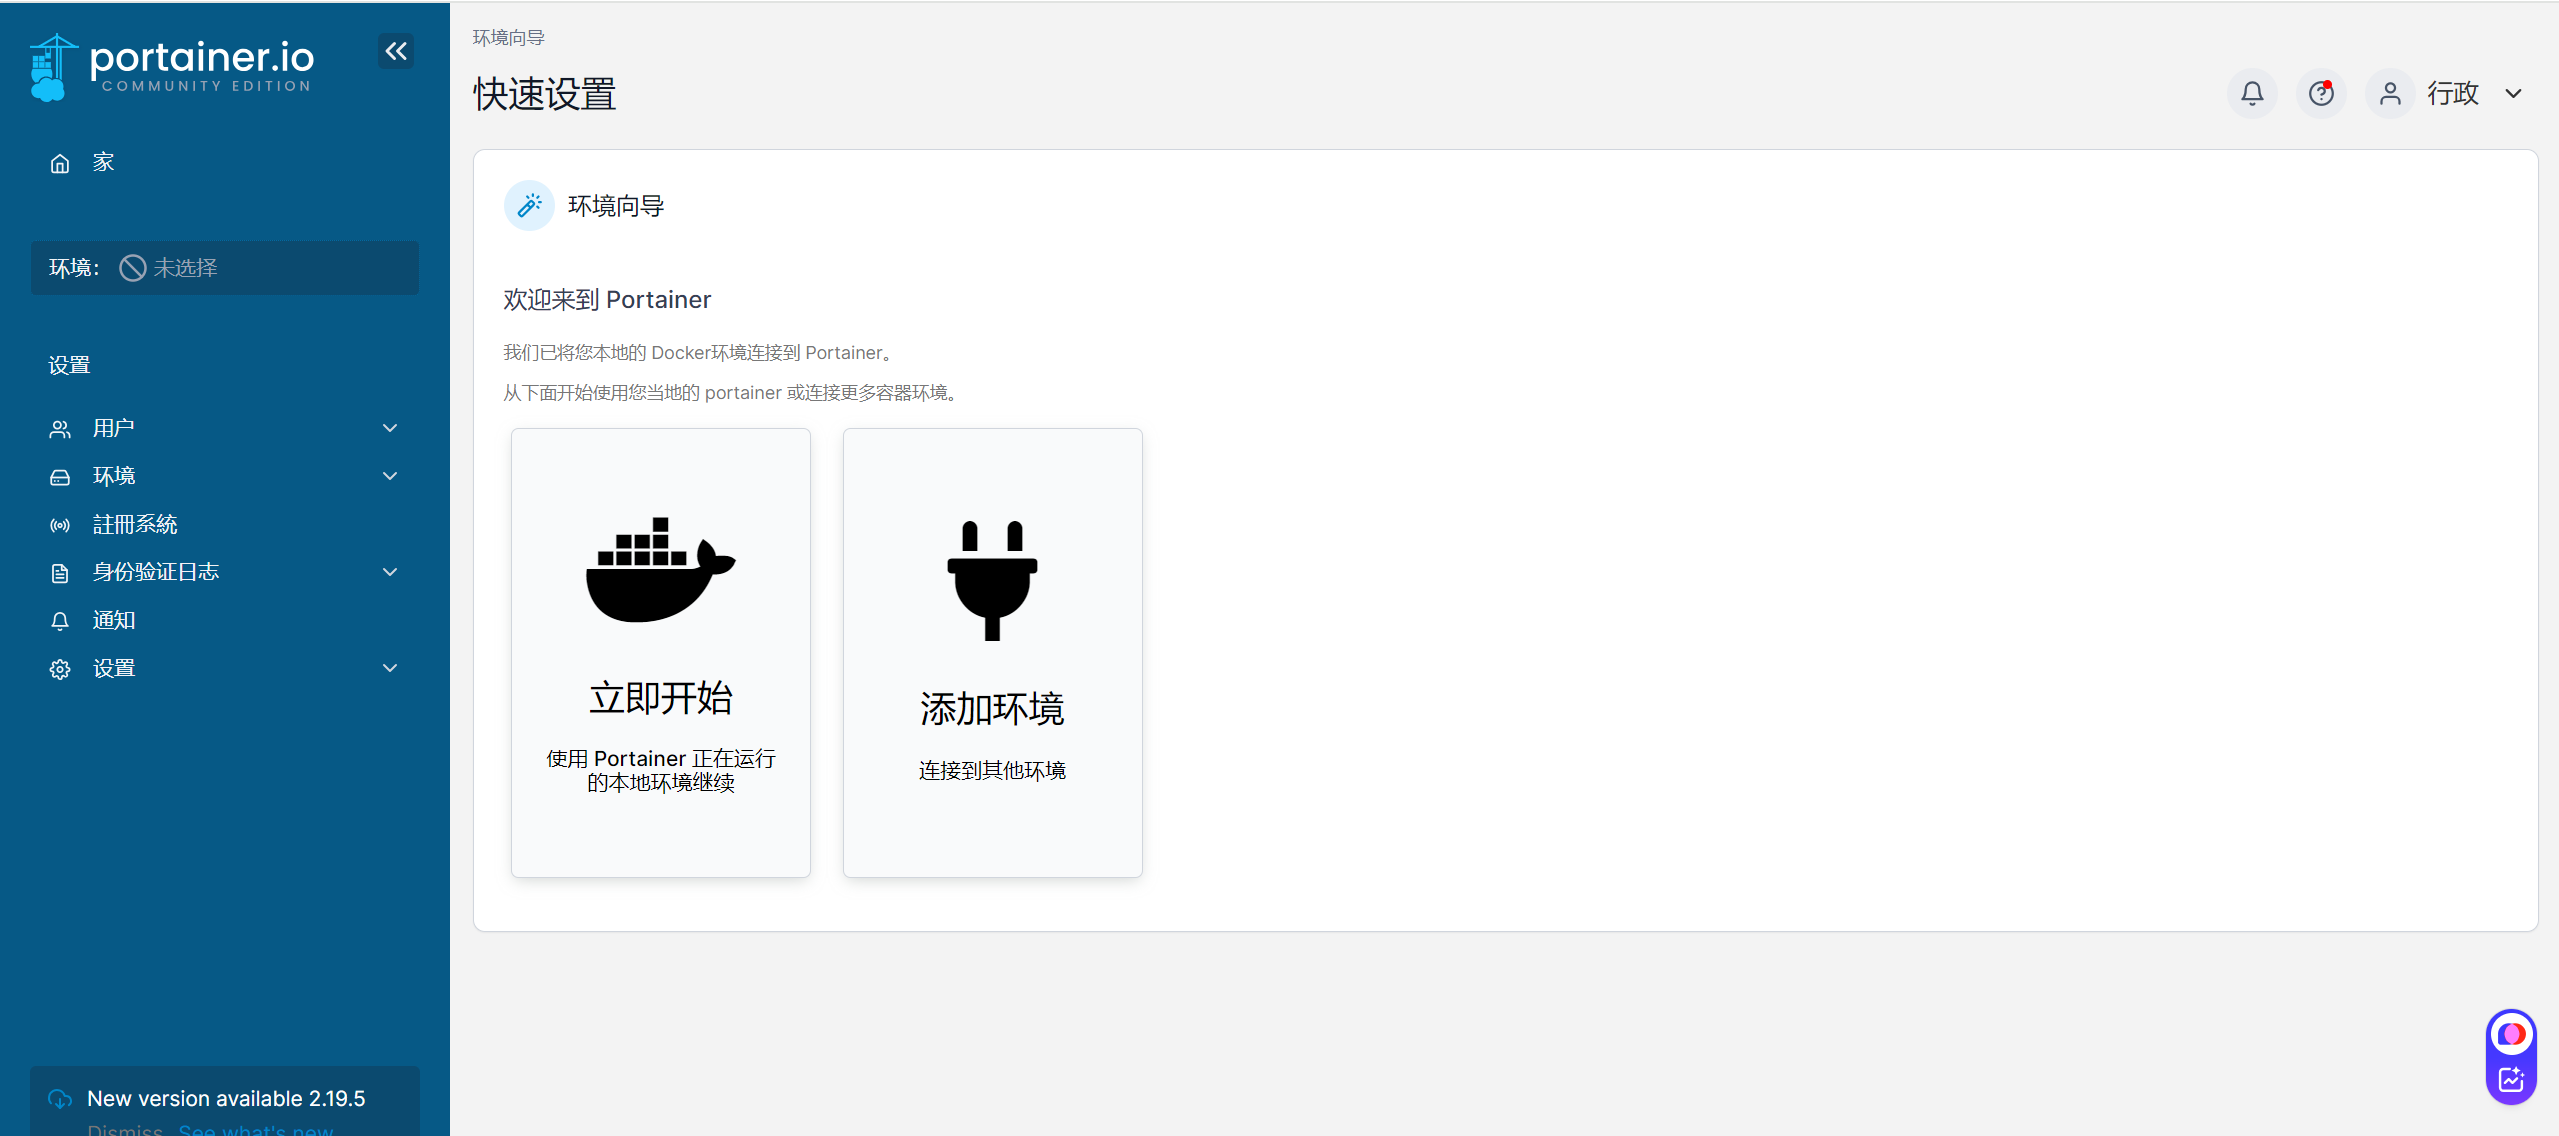 portainer.io
COMMUNITY EDITION
家
环境: 未选择
设置
用户
环境
註冊系統
身份验证日志
通知
设置
New version available 2.19.5
Dismiss See what's new
环境向导
快速设置
行政
环境向导
欢迎来到 Portainer
我们已将您本地的 Docker环境连接到 Portainer。
从下面开始使用您当地的 portainer 或连接更多容器环境。
立即开始
使用 Portainer 正在运行
的本地环境继续
添加环境
连接到其他环境